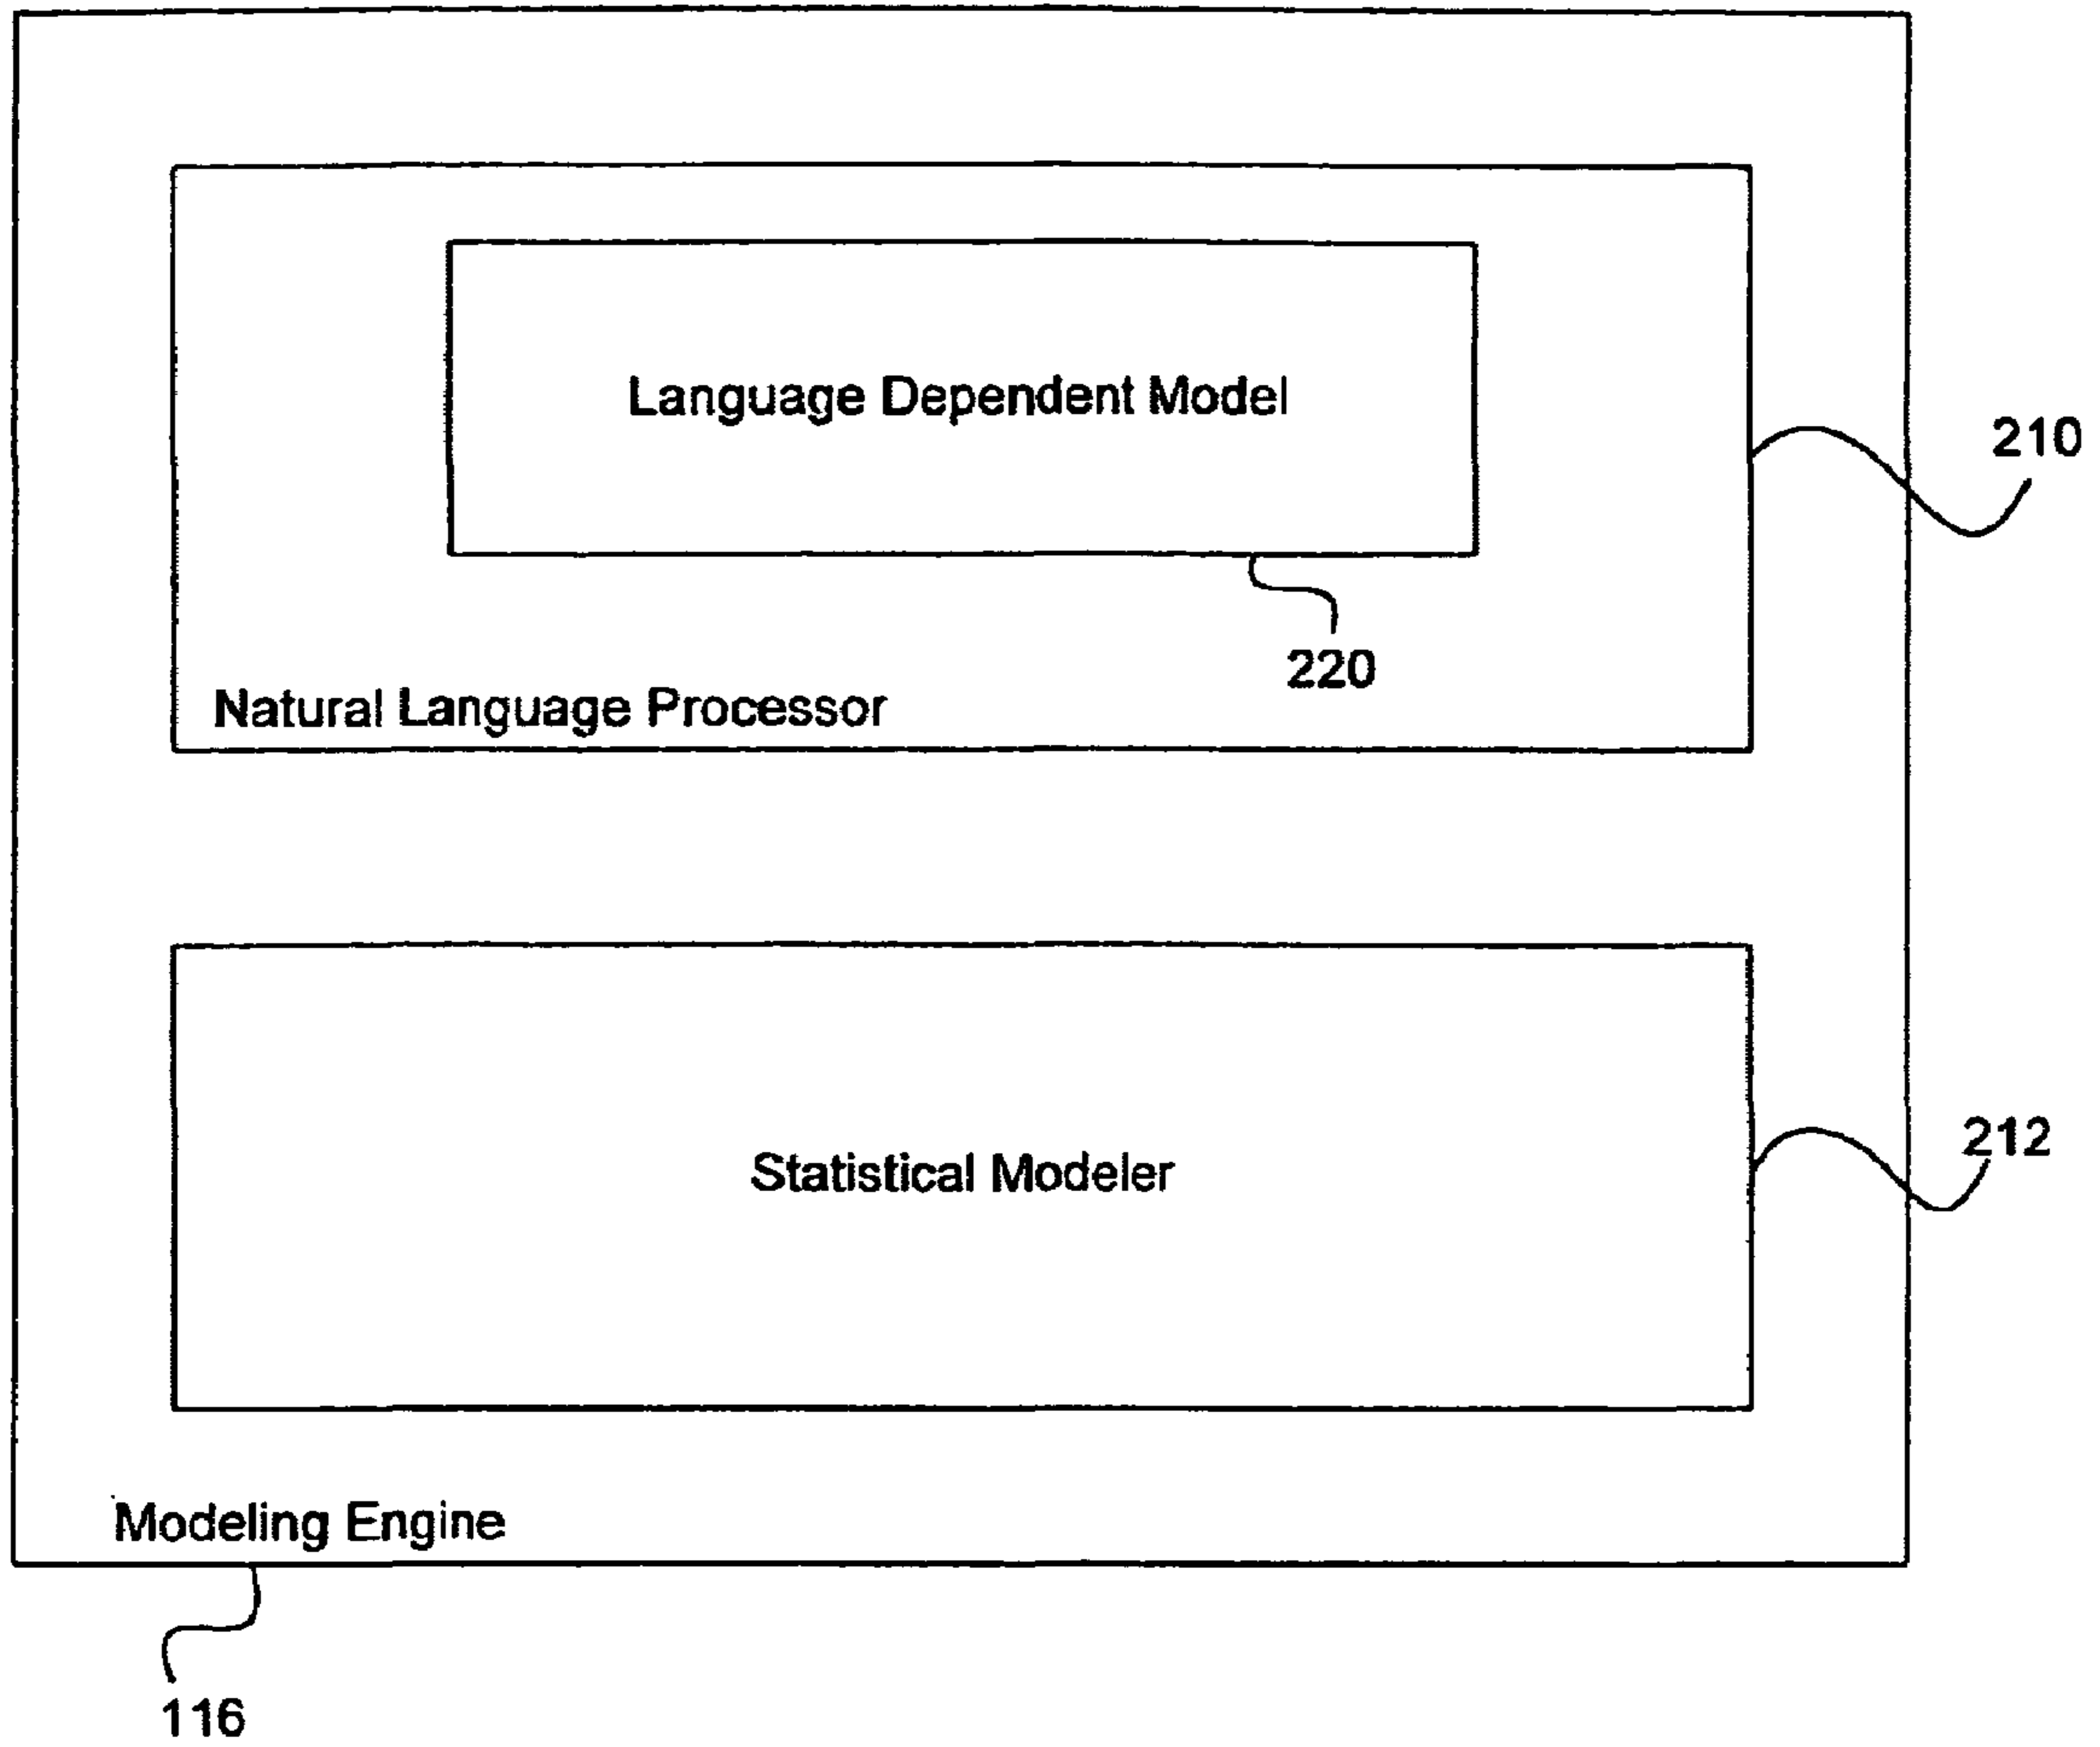 Language Dependent Model
210
220
Natural Language Processor
Statistical Modeler
212
Modeling Engine
116